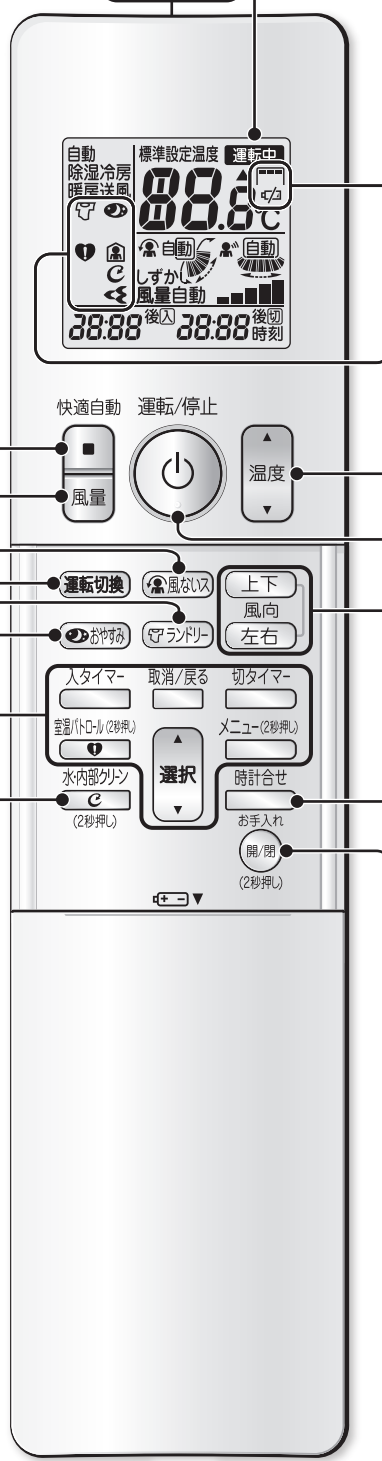 自動 標準設定温度 運転中
除湿冷房
暖房送風
88.8℃
自動 自動
しずか
風量自動
88:88後入 88:88後切時刻
快適自動 運転/停止
風量 温度
運転切換 風ないス 上下
風向
おやすみ ランドリー 左右
入タイマー 取消/戻る 切タイマー
室温パトロール(2秒押し) メニュー(2秒押し)
選択
水内部クリーン 時計合せ
(2秒押し) お手入れ
開/閉
(2秒押し)